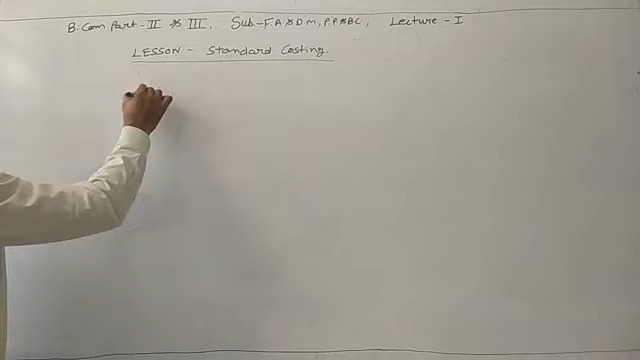 B. Com Part - II & III, Sub - F.A & D.M, P.P. & B.C, Lecture - I
LESSON - Standard Costing